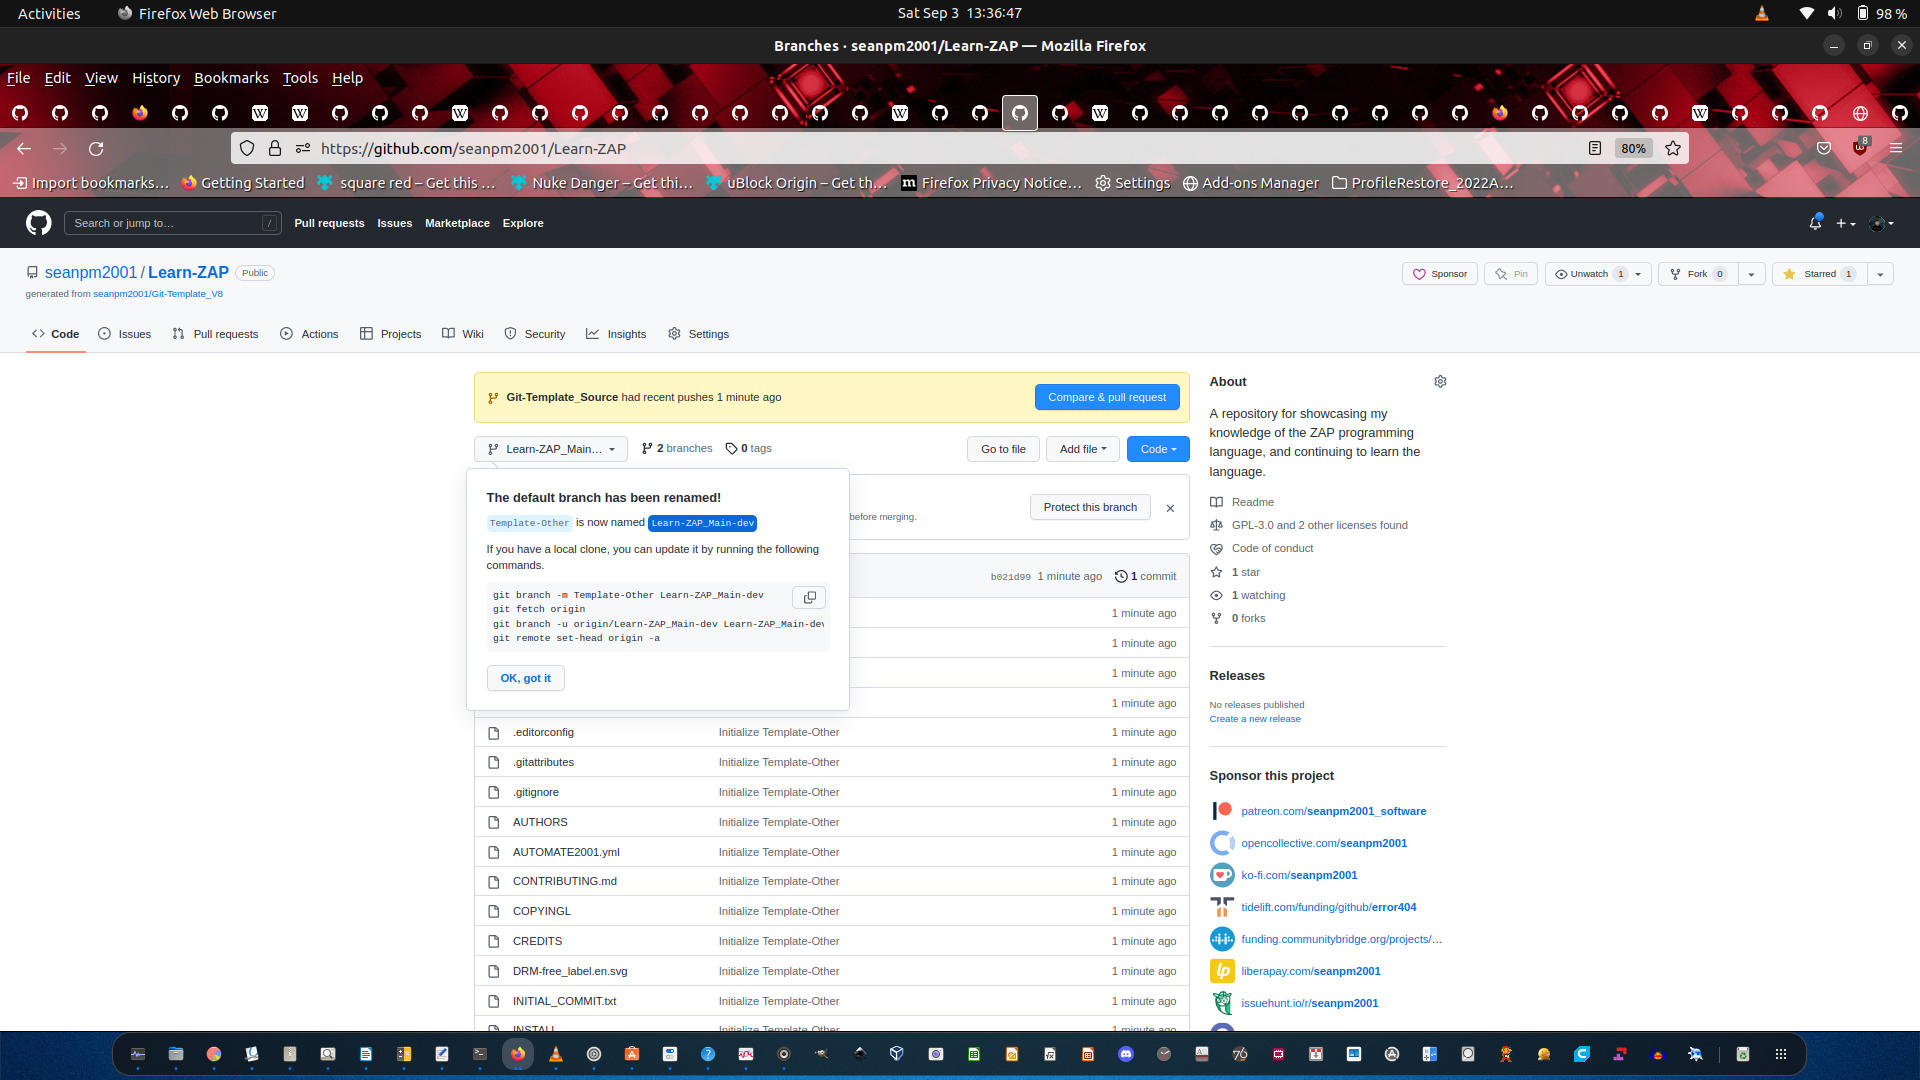 Activities
Firefox Web Browser
Sat Sep 3 13:36:47
98 %
Branches · seanpm2001/Learn-ZAP — Mozilla Firefox
File Edit View History Bookmarks Tools Help
https://github.com/seanpm2001/Learn-ZAP
80%
8
Import bookmarks…
Getting Started
square red – Get this …
Nuke Danger – Get thi…
uBlock Origin – Get th…
Firefox Privacy Notice…
Settings
Add-ons Manager
ProfileRestore_2022A…
Search or jump to…
/
Pull requests Issues Marketplace Explore
seanpm2001 / Learn-ZAP Public
generated from seanpm2001/Git-Template_V8
Sponsor
Pin
Unwatch 1
Fork 0
Starred 1
Code
Issues
Pull requests
Actions
Projects
Wiki
Security
Insights
Settings
Git-Template_Source had recent pushes 1 minute ago
Compare & pull request
Learn-ZAP_Main…
2 branches
0 tags
Go to file
Add file
Code
The default branch has been renamed!
Template-Other is now named Learn-ZAP_Main-dev
If you have a local clone, you can update it by running the following
commands.
git branch -m Template-Other Learn-ZAP_Main-dev
git fetch origin
git branch -u origin/Learn-ZAP_Main-dev Learn-ZAP_Main-dev
git remote set-head origin -a
OK, got it
before merging.
Protect this branch
b021d99 1 minute ago
1 commit
1 minute ago
1 minute ago
1 minute ago
1 minute ago
.editorconfig Initialize Template-Other 1 minute ago
.gitattributes Initialize Template-Other 1 minute ago
.gitignore Initialize Template-Other 1 minute ago
AUTHORS Initialize Template-Other 1 minute ago
AUTOMATE2001.yml Initialize Template-Other 1 minute ago
CONTRIBUTING.md Initialize Template-Other 1 minute ago
COPYINGL Initialize Template-Other 1 minute ago
CREDITS Initialize Template-Other 1 minute ago
DRM-free_label.en.svg Initialize Template-Other 1 minute ago
INITIAL_COMMIT.txt Initialize Template-Other 1 minute ago
INSTALL Initialize Template-Other 1 minute ago
About
A repository for showcasing my
knowledge of the ZAP programming
language, and continuing to learn the
language.
Readme
GPL-3.0 and 2 other licenses found
Code of conduct
1 star
1 watching
0 forks
Releases
No releases published
Create a new release
Sponsor this project
patreon.com/seanpm2001_software
opencollective.com/seanpm2001
ko-fi.com/seanpm2001
tidelift.com/funding/github/error404
funding.communitybridge.org/projects/…
liberapay.com/seanpm2001
issuehunt.io/r/seanpm2001